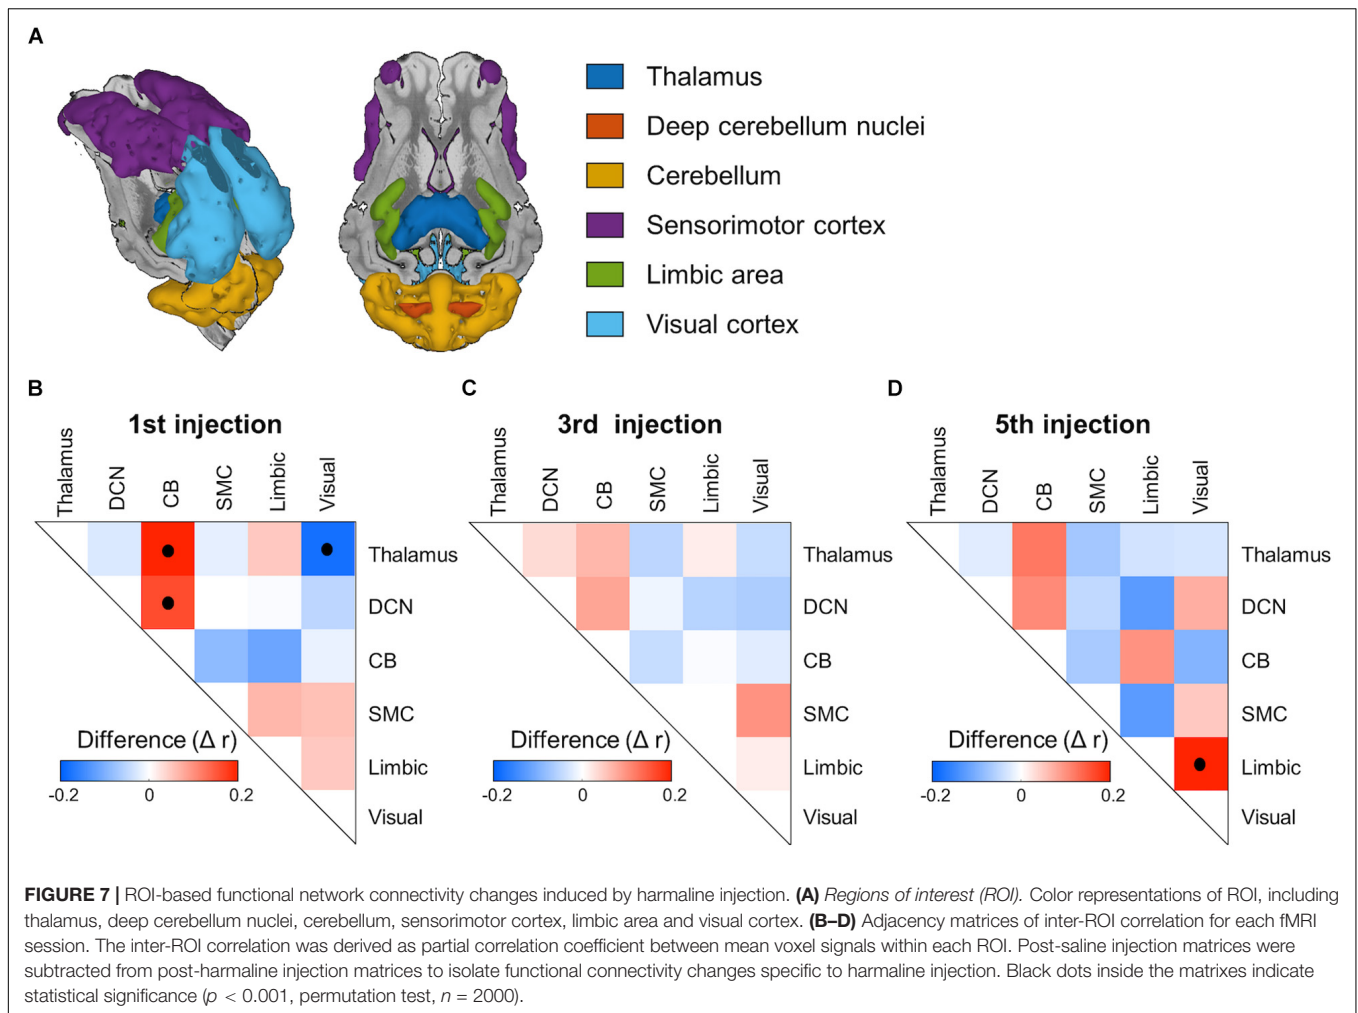 A
Thalamus
Deep cerebellum nuclei
Cerebellum
Sensorimotor cortex
Limbic area
Visual cortex
B
1st injection
Thalamus
DCN
CB
SMC
Limbic
Visual
Thalamus
DCN
CB
SMC
Limbic
Visual
Difference (Δ r)
-0.2 0 0.2
C
3rd injection
Thalamus
DCN
CB
SMC
Limbic
Visual
Thalamus
DCN
CB
SMC
Limbic
Visual
Difference (Δ r)
-0.2 0 0.2
D
5th injection
Thalamus
DCN
CB
SMC
Limbic
Visual
Thalamus
DCN
CB
SMC
Limbic
Visual
Difference (Δ r)
-0.2 0 0.2
FIGURE 7 | ROI-based functional network connectivity changes induced by harmaline injection. (A) Regions of interest (ROI). Color representations of ROI, including
thalamus, deep cerebellum nuclei, cerebellum, sensorimotor cortex, limbic area and visual cortex. (B–D) Adjacency matrices of inter-ROI correlation for each fMRI
session. The inter-ROI correlation was derived as partial correlation coefficient between mean voxel signals within each ROI. Post-saline injection matrices were
subtracted from post-harmaline injection matrices to isolate functional connectivity changes specific to harmaline injection. Black dots inside the matrixes indicate
statistical significance (p < 0.001, permutation test, n = 2000).